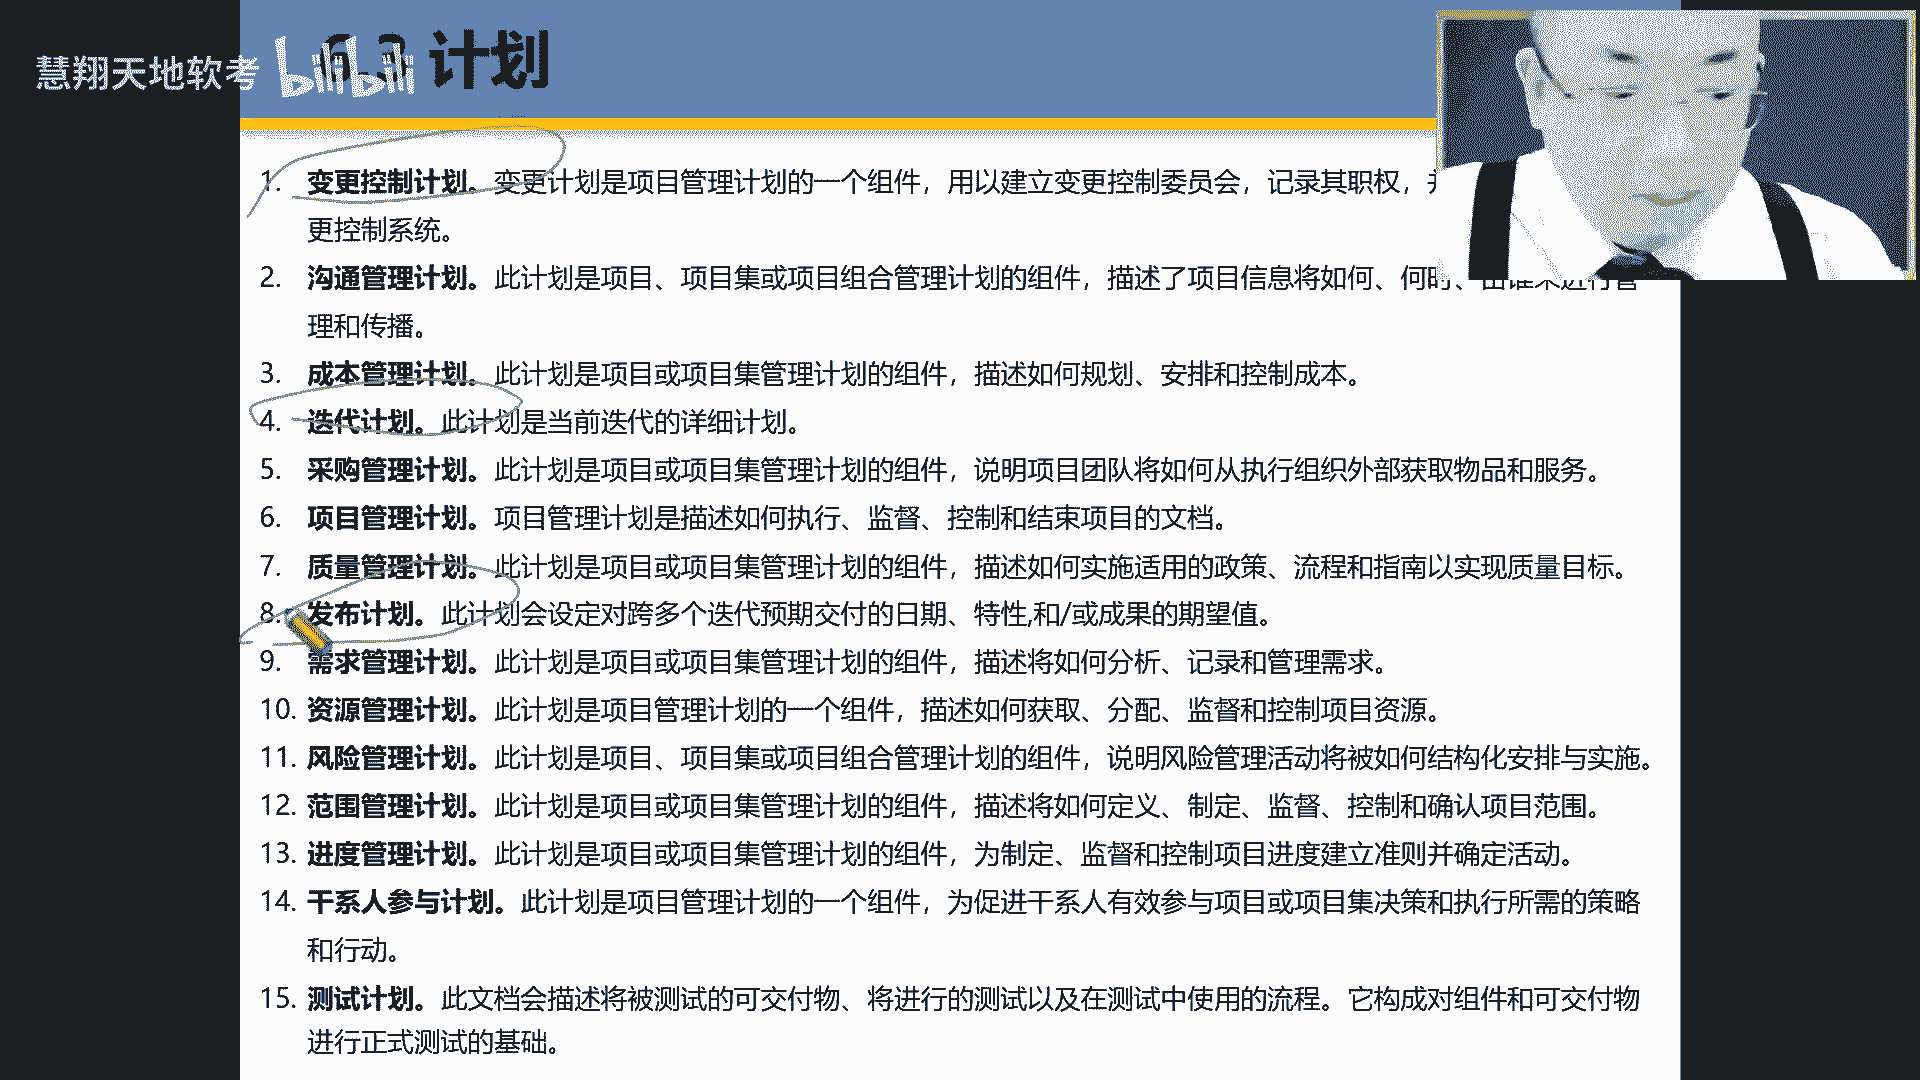 慧翔天地软考 bilibili 计划
1. 变更控制计划。变更计划是项目管理计划的一个组件，用以建立变更控制委员会，记录其职权，
更控制系统。
2. 沟通管理计划。此计划是项目、项目集或项目组合管理计划的组件，描述了项目信息将如何、何时、由谁来进行管
理和传播。
3. 成本管理计划。此计划是项目或项目集管理计划的组件，描述如何规划、安排和控制成本。
4. 迭代计划。此计划是当前迭代的详细计划。
5. 采购管理计划。此计划是项目或项目集管理计划的组件，说明项目团队将如何从执行组织外部获取物品和服务。
6. 项目管理计划。项目管理计划是描述如何执行、监督、控制和结束项目的文档。
7. 质量管理计划。此计划是项目或项目集管理计划的组件，描述如何实施适用的政策、流程和指南以实现质量目标。
8. 发布计划。此计划会设定对跨多个迭代预期交付的日期、特性,和/或成果的期望值。
9. 需求管理计划。此计划是项目或项目集管理计划的组件，描述将如何分析、记录和管理需求。
10. 资源管理计划。此计划是项目管理计划的一个组件，描述如何获取、分配、监督和控制项目资源。
11. 风险管理计划。此计划是项目、项目集或项目组合管理计划的组件，说明风险管理活动将被如何结构化安排与实施。
12. 范围管理计划。此计划是项目或项目集管理计划的组件，描述将如何定义、制定、监督、控制和确认项目范围。
13. 进度管理计划。此计划是项目或项目集管理计划的组件，为制定、监督和控制项目进度建立准则并确定活动。
14. 干系人参与计划。此计划是项目管理计划的一个组件，为促进干系人有效参与项目或项目集决策和执行所需的策略
和行动。
15. 测试计划。此文档会描述将被测试的可交付物、将进行的测试以及在测试中使用的流程。它构成对组件和可交付物
进行正式测试的基础。